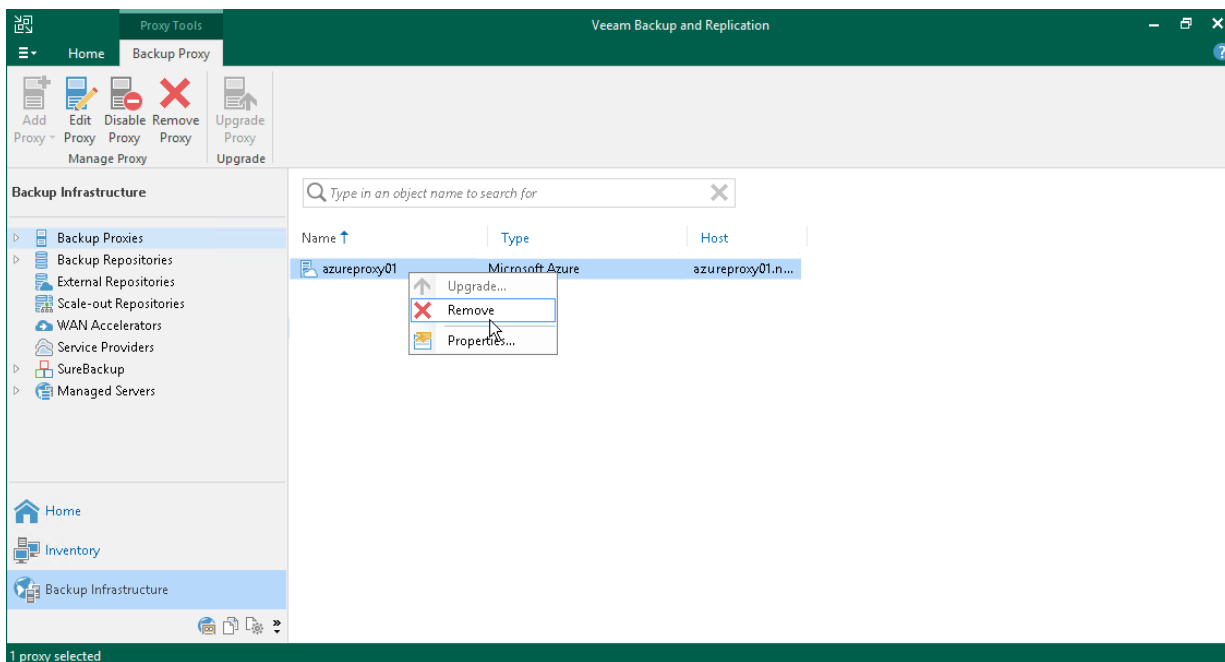 Proxy Tools
Veeam Backup and Replication
Home
Backup Proxy
Add Proxy
Edit Proxy
Disable Proxy
Remove Proxy
Upgrade Proxy
Manage Proxy
Upgrade
Backup Infrastructure
Type in an object name to search for
Backup Proxies
Backup Repositories
External Repositories
Scale-out Repositories
WAN Accelerators
Service Providers
SureBackup
Managed Servers
Name Type Host
azureproxy01 Microsoft Azure azureproxy01.n...
Upgrade...
Remove
Properties...
Home
Inventory
Backup Infrastructure
1 proxy selected